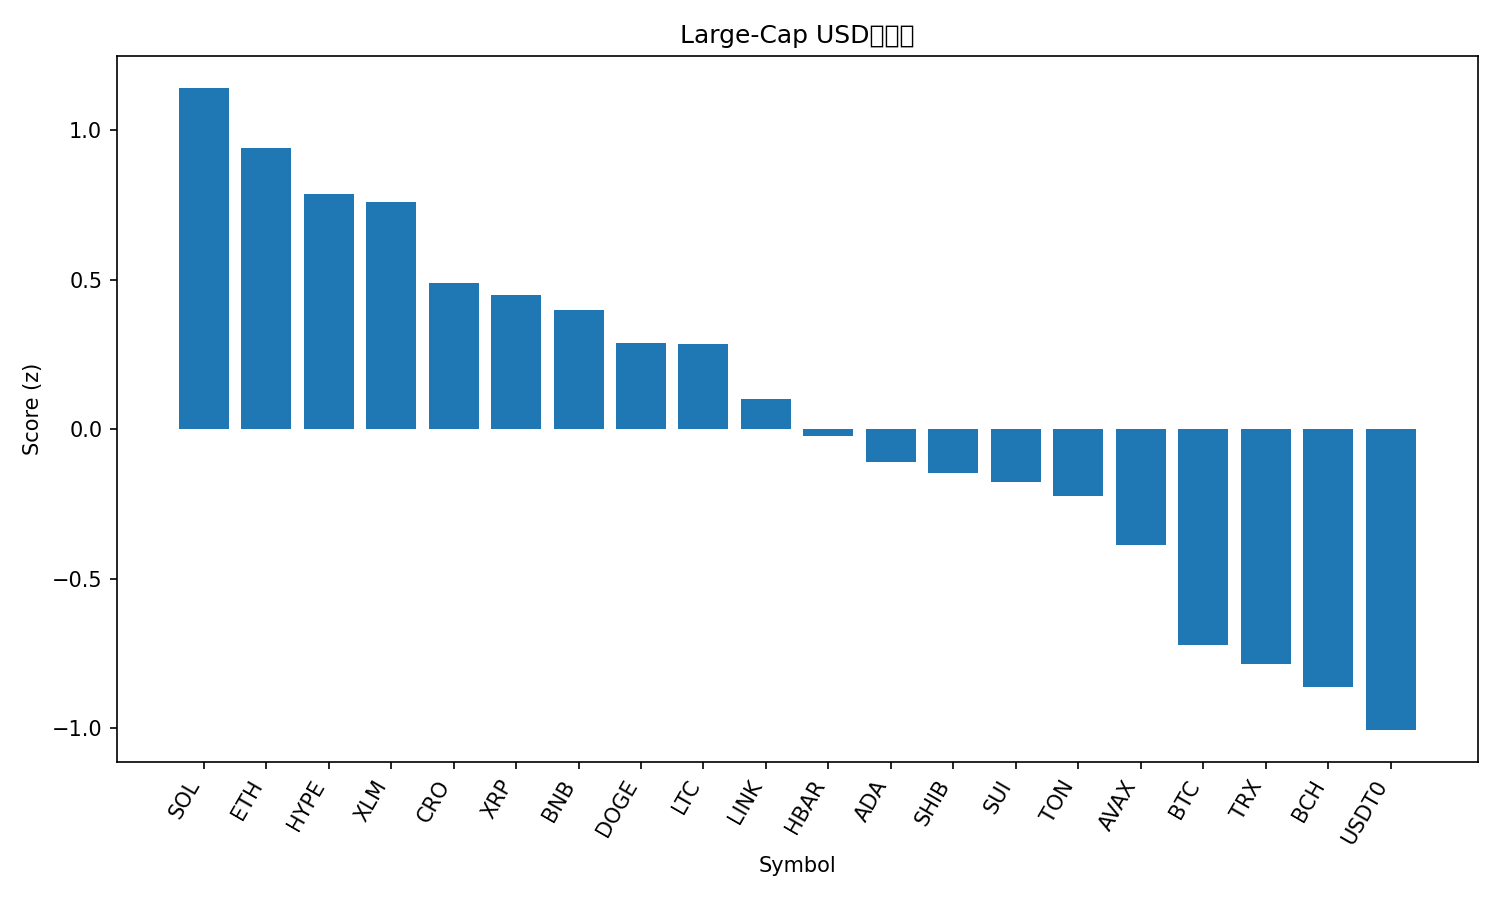 Large-Cap USD
1.0
0.5
0.0
−0.5
−1.0
Score (z)
SOL
ETH
HYPE
XLM
CRO
XRP
BNB
DOGE
LTC
LINK
HBAR
ADA
SHIB
SUI
TON
AVAX
BTC
TRX
BCH
USDT0
Symbol